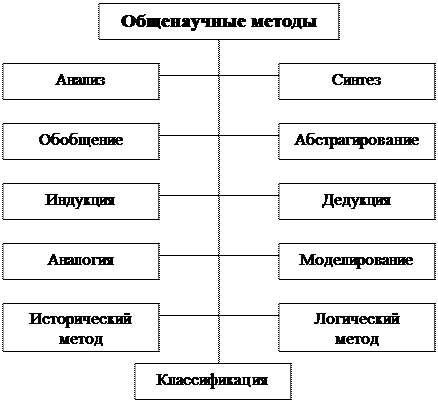 Общенаучные методы
Анализ
Синтез
Обобщение
Абстрагирование
Индукция
Дедукция
Аналогия
Моделирование
Исторический
метод
Логический
метод
Классификация